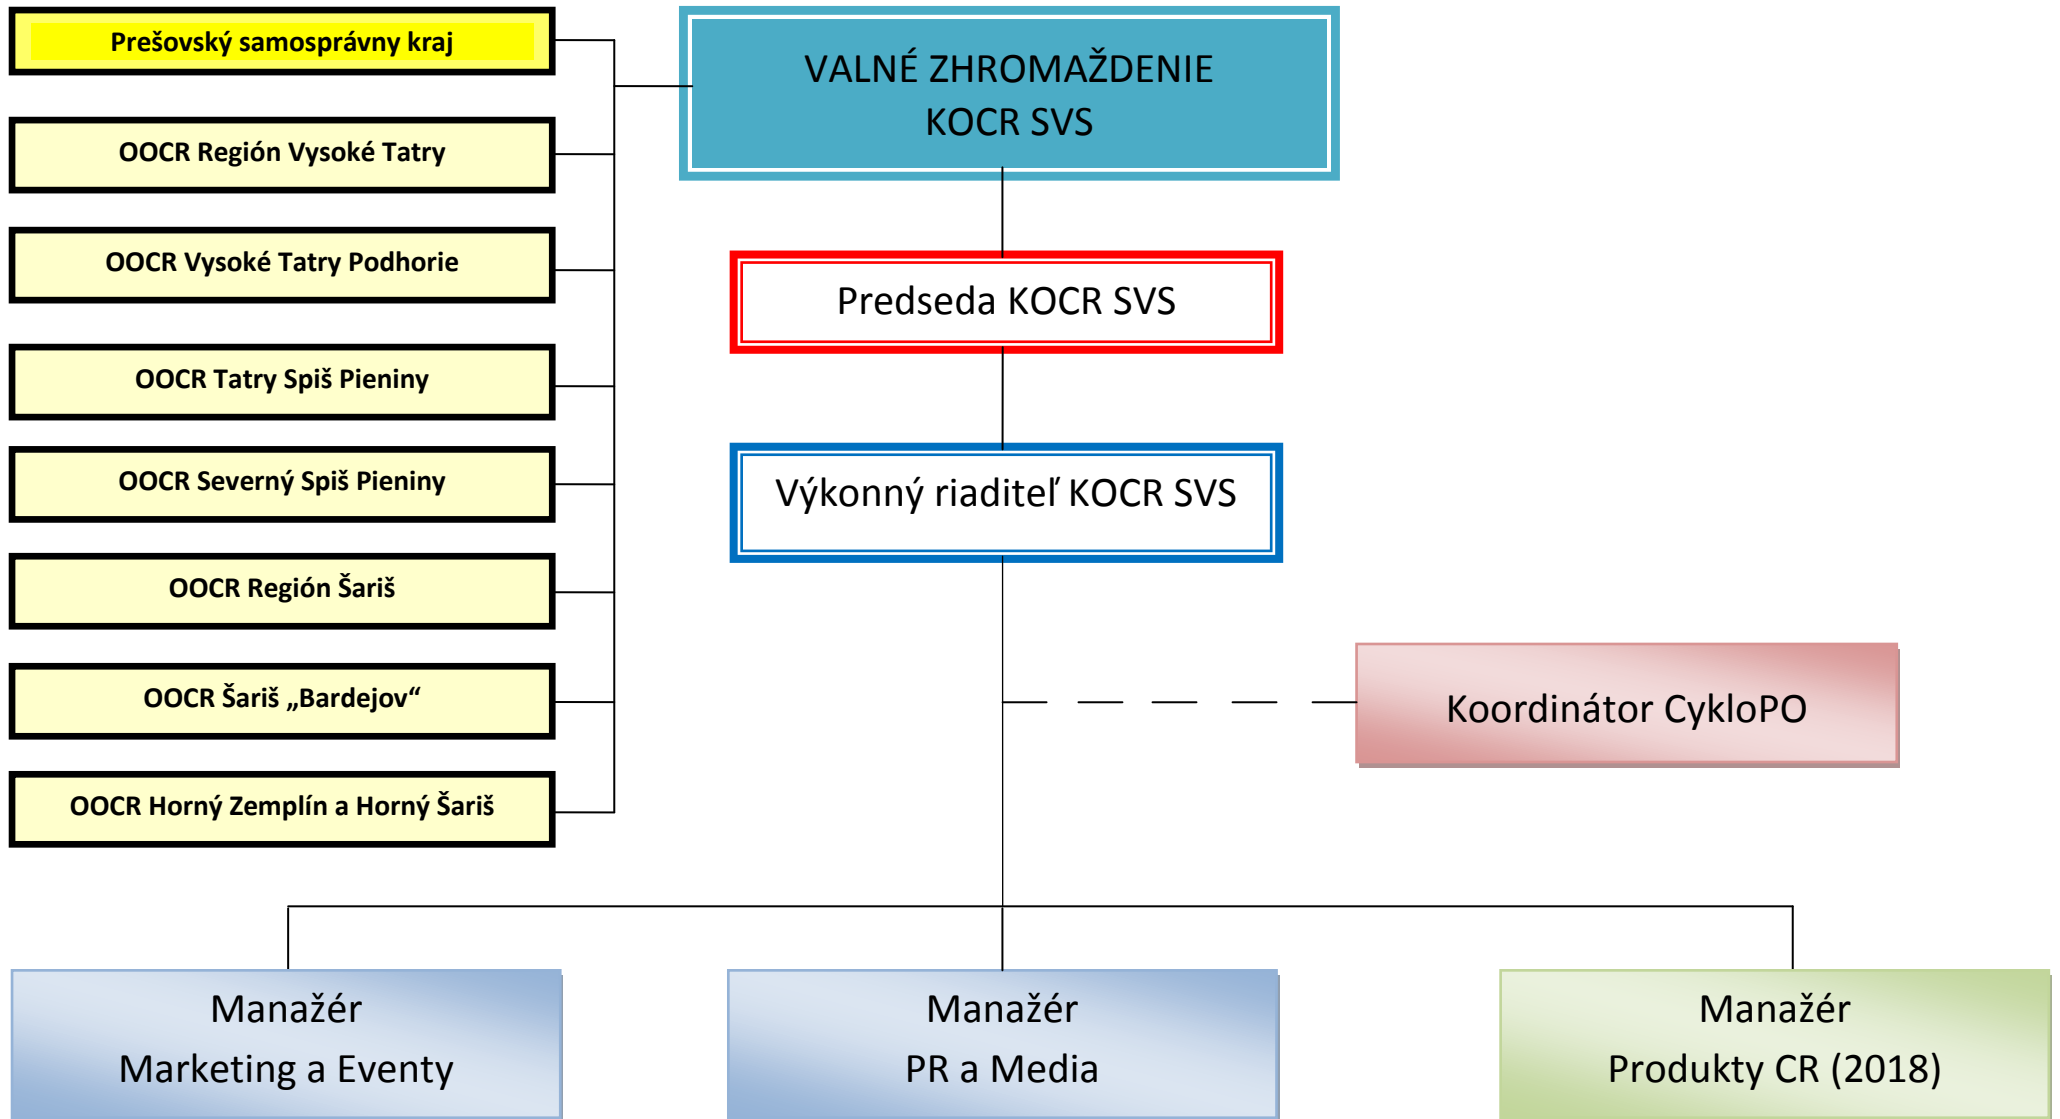 Prešovský samosprávny kraj
OOCR Región Vysoké Tatry
OOCR Vysoké Tatry Podhorie
OOCR Tatry Spiš Pieniny
OOCR Severný Spiš Pieniny
OOCR Región Šariš
OOCR Šariš „Bardejov“
OOCR Horný Zemplín a Horný Šariš
VALNÉ ZHROMAŽDENIE
KOCR SVS
Predseda KOCR SVS
Výkonný riaditeľ KOCR SVS
Koordinátor CykloPO
Manažér
Marketing a Eventy
Manažér
PR a Media
Manažér
Produkty CR (2018)